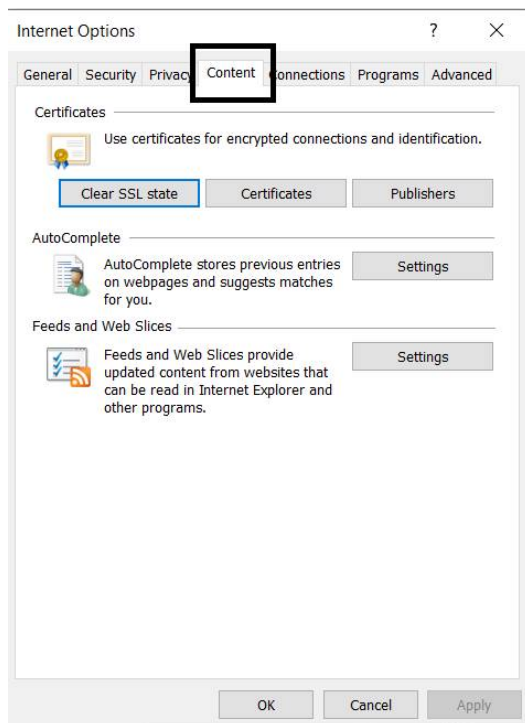 Internet Options
?
General Security Privacy Content Connections Programs Advanced
Certificates
Use certificates for encrypted connections and identification.
Clear SSL state Certificates Publishers
AutoComplete
AutoComplete stores previous entries
on webpages and suggests matches
for you.
Settings
Feeds and Web Slices
Feeds and Web Slices provide
updated content from websites that
can be read in Internet Explorer and
other programs.
Settings
OK Cancel Apply